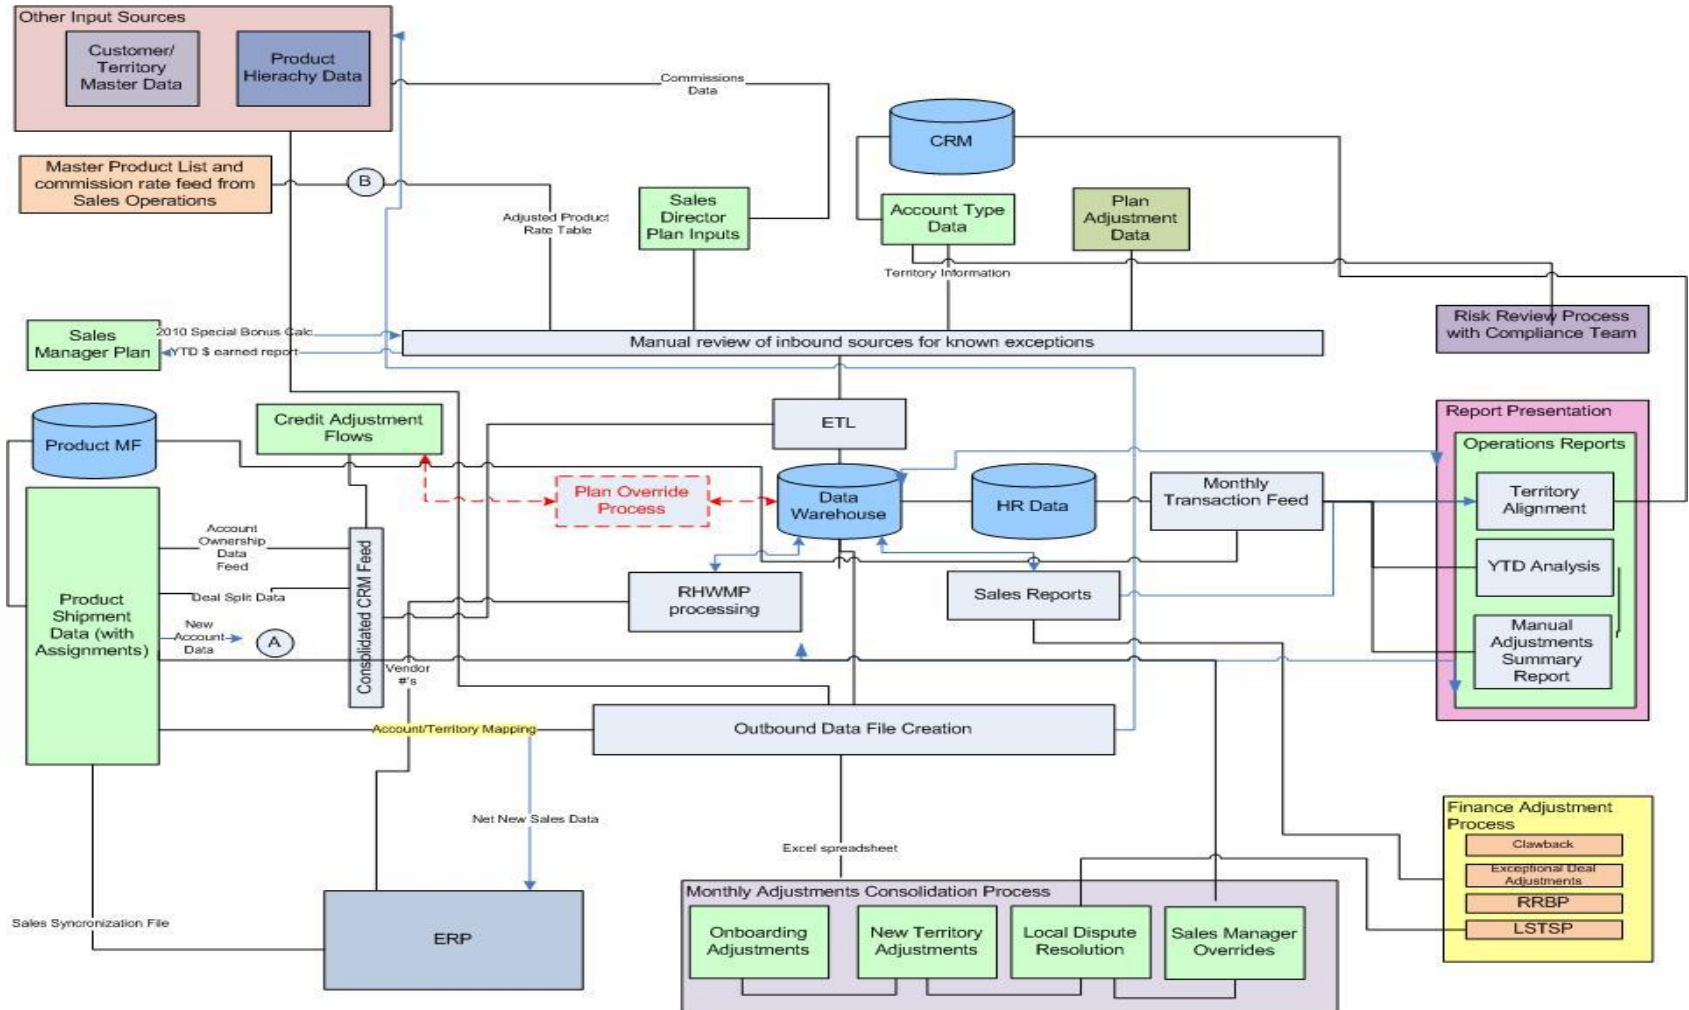 Other Input Sources
Customer/
Territory
Master Data
Product
Hierachy Data
Commissions
Data
CRM
Master Product List and
commission rate feed from
Sales Operations
B
Adjusted Product
Rate Table
Sales
Director
Plan Inputs
Account Type
Data
Plan
Adjustment
Data
Territory Information
Sales
Manager Plan
2010 Special Bonus Calc
YTD $ earned report
Manual review of inbound sources for known exceptions
Risk Review Process
with Compliance Team
Product MF
Credit Adjustment
Flows
ETL
Plan Override
Process
Data
Warehouse
HR Data
Monthly
Transaction Feed
Report Presentation
Operations Reports
Territory
Alignment
YTD Analysis
Manual
Adjustments
Summary
Report
Product
Shipment
Data (with
Assignments)
Account
Ownership
Data
Feed
Deal Split Data
New
Account
Data
A
Consolidated CRM Feed
RHWMP
processing
Sales Reports
Vendor
#'s
Account/Territory Mapping
Outbound Data File Creation
Net New Sales Data
Excel spreadsheet
Sales Syncronization File
ERP
Monthly Adjustments Consolidation Process
Onboarding
Adjustments
New Territory
Adjustments
Local Dispute
Resolution
Sales Manager
Overrides
Finance Adjustment
Process
Clawback
Exceptional Deal
Adjustments
RRBP
LSTSP